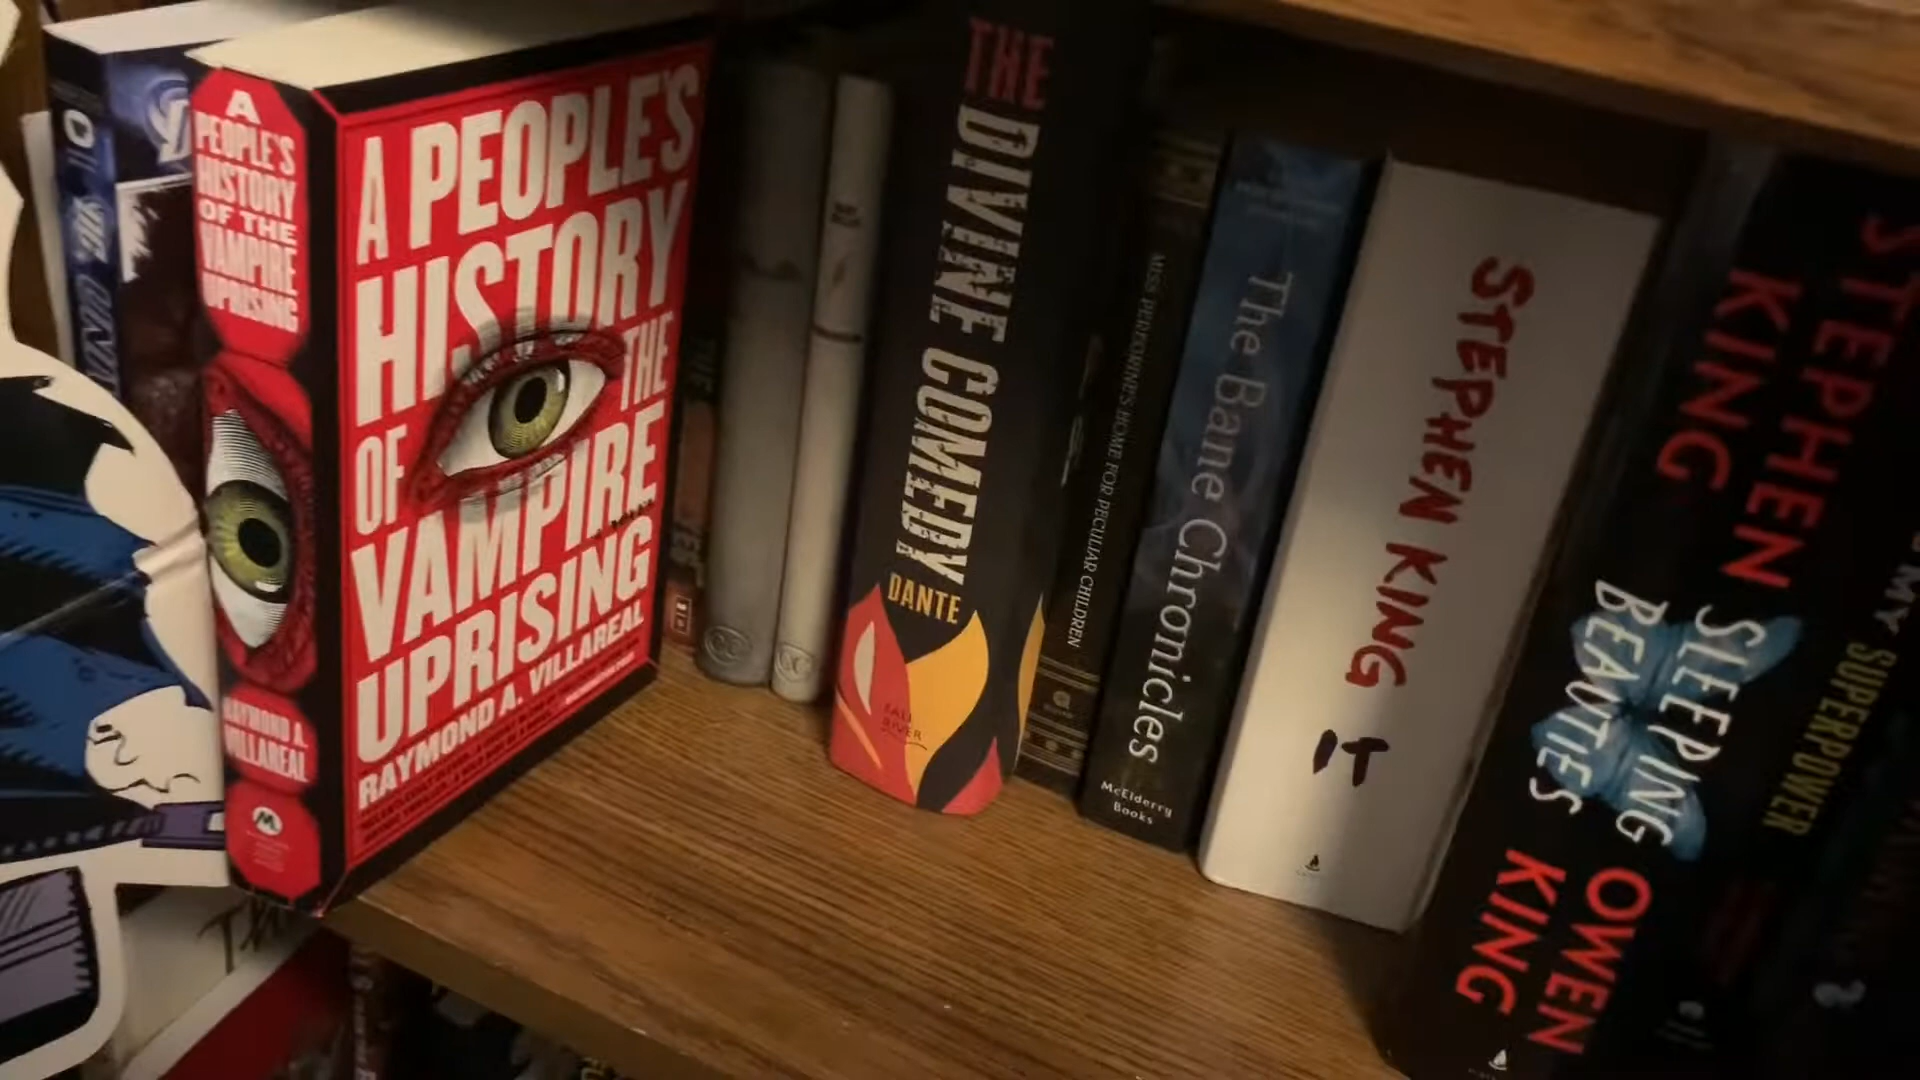 A
PEOPLE'S
HISTORY
OF THE
VAMPIRE
UPRISING
RAYMOND A.
VILLAREAL
A PEOPLE'S
HISTORY
OF THE
VAMPIRE
UPRISING
RAYMOND A. VILLAREAL
THE DIVINE COMEDY
DANTE
MISS PEREGRINE'S HOME FOR PECULIAR CHILDREN
The Bane Chronicles
McElderry
Books
STEPHEN KING
IT
STEPHEN
KING
SLEEPING
BEAUTIES
OWEN
KING
STEPHEN
MY SUPERPOWER